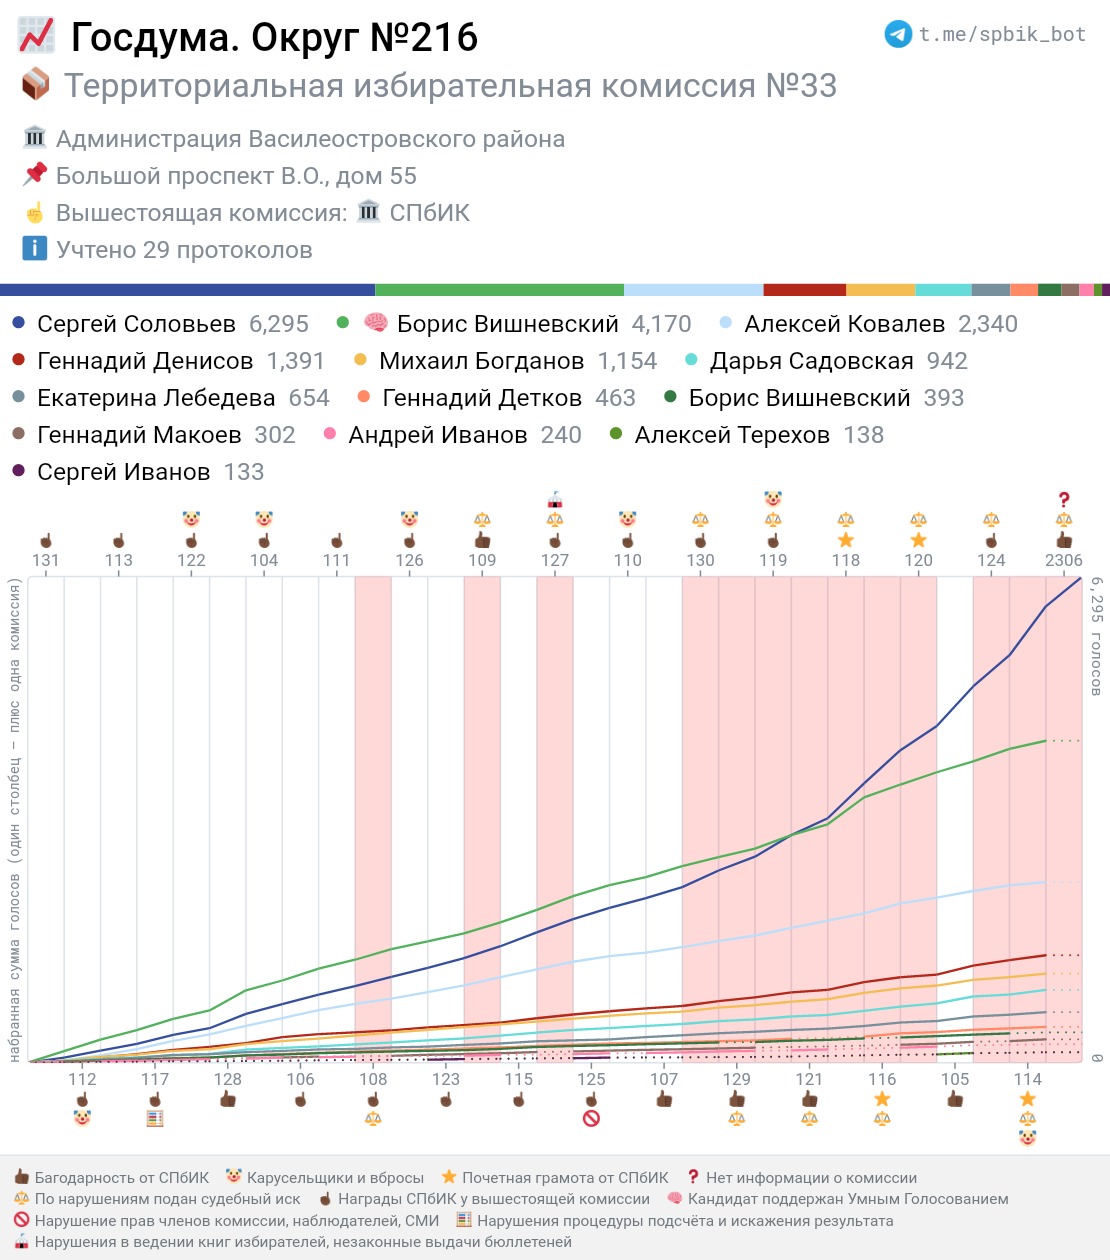 Госдума. Округ №216
t.me/spbik_bot
Территориальная избирательная комиссия №33
Администрация Василеостровского района
Большой проспект В.О., дом 55
Вышестоящая комиссия: СПбИК
Учтено 29 протоколов
Сергей Соловьев 6,295 Борис Вишневский 4,170 Алексей Ковалев 2,340
Геннадий Денисов 1,391 Михаил Богданов 1,154 Дарья Садовская 942
Екатерина Лебедева 654 Геннадий Детков 463 Борис Вишневский 393
Геннадий Макоев 302 Андрей Иванов 240 Алексей Терехов 138
Сергей Иванов 133
131 113 122 104 111 126 109 127 110 130 119 118 120 124 2306
набранная сумма голосов (один столбец – плюс одна комиссия)
6,295 голосов
0
112 117 128 106 108 123 115 125 107 129 121 116 105 114
Багодарность от СПбИК Карусельщики и вбросы Почетная грамота от СПбИК Нет информации о комиссии
По нарушениям подан судебный иск Награды СПбИК у вышестоящей комиссии Кандидат поддержан Умным Голосованием
Нарушение прав членов комиссии, наблюдателей, СМИ Нарушения процедуры подсчёта и искажения результата
Нарушения в ведении книг избирателей, незаконные выдачи бюллетеней